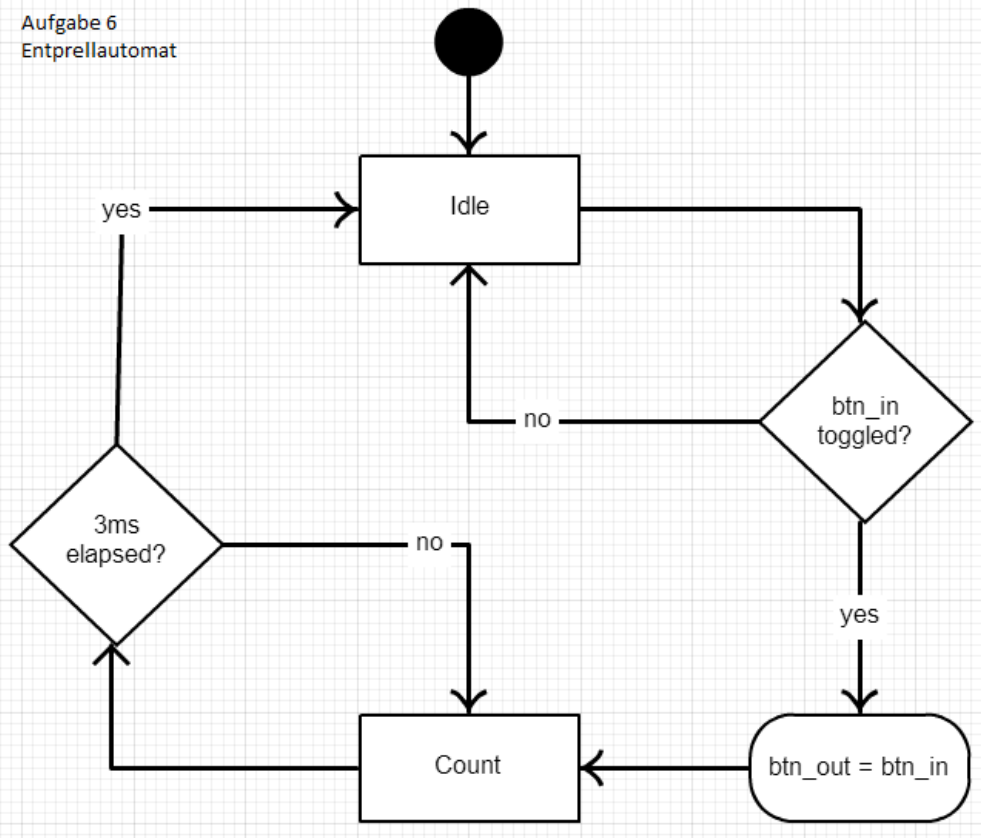 Aufgabe 6
Entprellautomat
Idle
yes
btn_in
toggled?
no
3ms
elapsed?
no
yes
Count
btn_out = btn_in